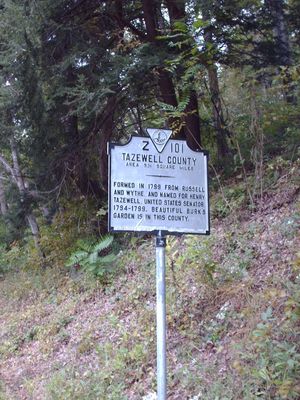 Z 101
TAZEWELL COUNTY
AREA 531 SQUARE MILES
FORMED IN 1799 FROM RUSSELL
AND WYTHE, AND NAMED FOR HENRY
TAZEWELL, UNITED STATES SENATOR
1794-1799. BEAUTIFUL BURKS
GARDEN IS IN THIS COUNTY.